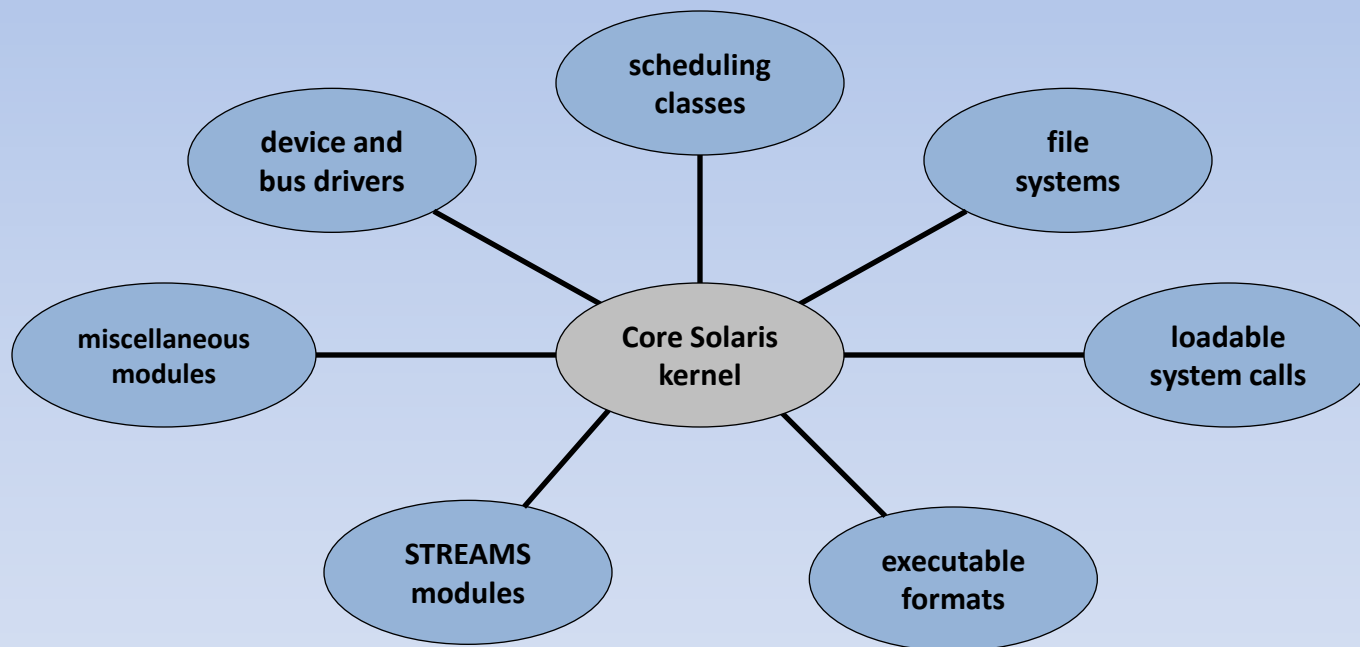 scheduling
classes
device and
bus drivers
file
systems
miscellaneous
modules
Core Solaris
kernel
loadable
system calls
STREAMS
modules
executable
formats